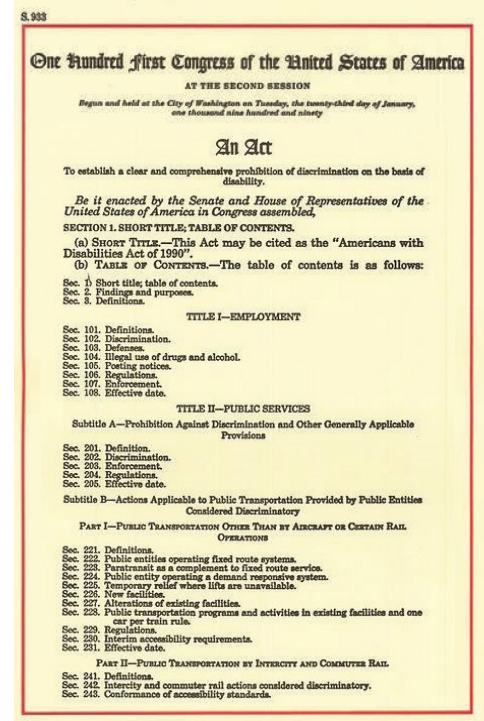 S. 933
One Hundred First Congress of the United States of America
AT THE SECOND SESSION
Begun and held at the City of Washington on Tuesday, the twenty-third day of January,
one thousand nine hundred and ninety
An Act
To establish a clear and comprehensive prohibition of discrimination on the basis of
disability.
Be it enacted by the Senate and House of Representatives of the
United States of America in Congress assembled,
SECTION 1. SHORT TITLE; TABLE OF CONTENTS.
(a) SHORT TITLE.—This Act may be cited as the “Americans with
Disabilities Act of 1990”.
(b) TABLE OF CONTENTS.—The table of contents is as follows:
Sec. 1. Short title; table of contents.
Sec. 2. Findings and purposes.
Sec. 3. Definitions.
TITLE I—EMPLOYMENT
Sec. 101. Definitions.
Sec. 102. Discrimination.
Sec. 103. Defenses.
Sec. 104. Illegal use of drugs and alcohol.
Sec. 105. Posting notices.
Sec. 106. Regulations.
Sec. 107. Enforcement.
Sec. 108. Effective date.
TITLE II—PUBLIC SERVICES
Subtitle A—Prohibition Against Discrimination and Other Generally Applicable
Provisions
Sec. 201. Definition.
Sec. 202. Discrimination.
Sec. 203. Enforcement.
Sec. 204. Regulations.
Sec. 205. Effective date.
Subtitle B—Actions Applicable to Public Transportation Provided by Public Entities
Considered Discriminatory
PART I—PUBLIC TRANSPORTATION OTHER THAN BY AIRCRAFT OR CERTAIN RAIL
OPERATIONS
Sec. 221. Definitions.
Sec. 222. Public entities operating fixed route systems.
Sec. 223. Paratransit as a complement to fixed route service.
Sec. 224. Public entity operating a demand responsive system.
Sec. 225. Temporary relief where lifts are unavailable.
Sec. 226. New facilities.
Sec. 227. Alterations of existing facilities.
Sec. 228. Public transportation programs and activities in existing facilities and one
car per train rule.
Sec. 229. Regulations.
Sec. 230. Interim accessibility requirements.
Sec. 231. Effective date.
PART II—PUBLIC TRANSPORTATION BY INTERCITY AND COMMUTER RAIL
Sec. 241. Definitions.
Sec. 242. Intercity and commuter rail actions considered discriminatory.
Sec. 243. Conformance of accessibility standards.